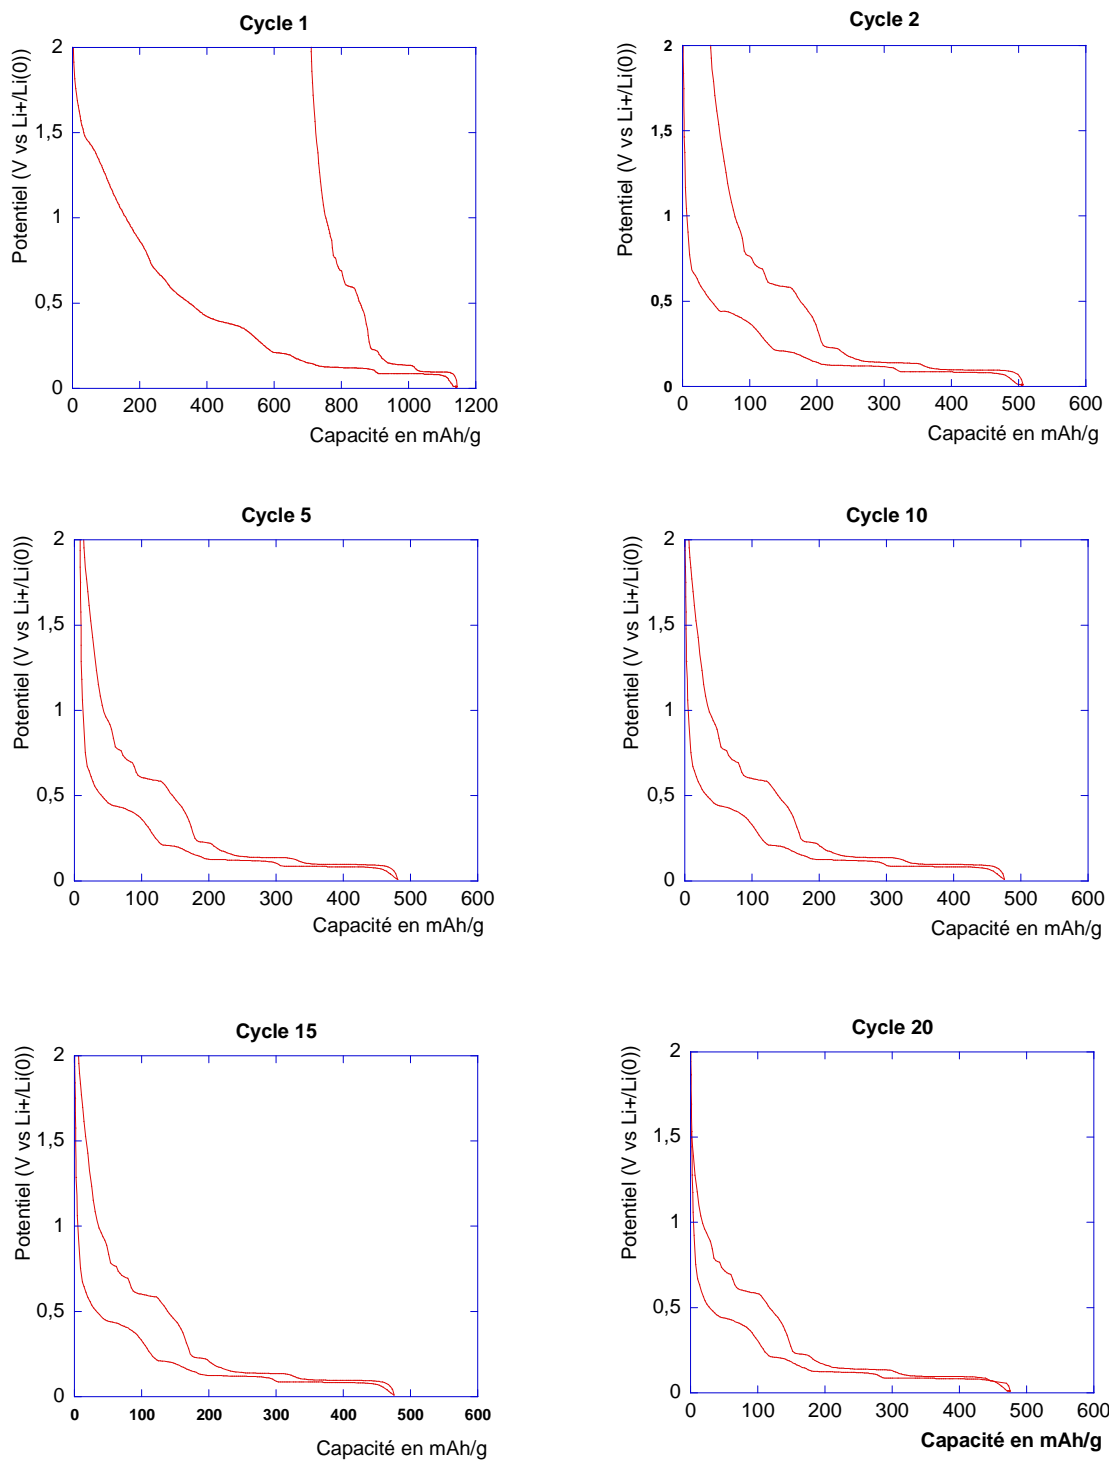 Cycle 1
2
1,5
1
0,5
0
0 200 400 600 800 1000 1200
Potentiel (V vs Li+/Li(0))
Capacité en mAh/g
Cycle 2
2
1,5
1
0,5
0
0 100 200 300 400 500 600
Potentiel (V vs Li+/Li(0))
Capacité en mAh/g
Cycle 5
2
1,5
1
0,5
0
0 100 200 300 400 500 600
Potentiel (V vs Li+/Li(0))
Capacité en mAh/g
Cycle 10
2
1,5
1
0,5
0
0 100 200 300 400 500 600
Potentiel (V vs Li+/Li(0))
Capacité en mAh/g
Cycle 15
2
1,5
1
0,5
0
0 100 200 300 400 500 600
Potentiel (V vs Li+/Li(0))
Capacité en mAh/g
Cycle 20
2
1,5
1
0,5
0
0 100 200 300 400 500 600
Potentiel (V vs Li+/Li(0))
Capacité en mAh/g